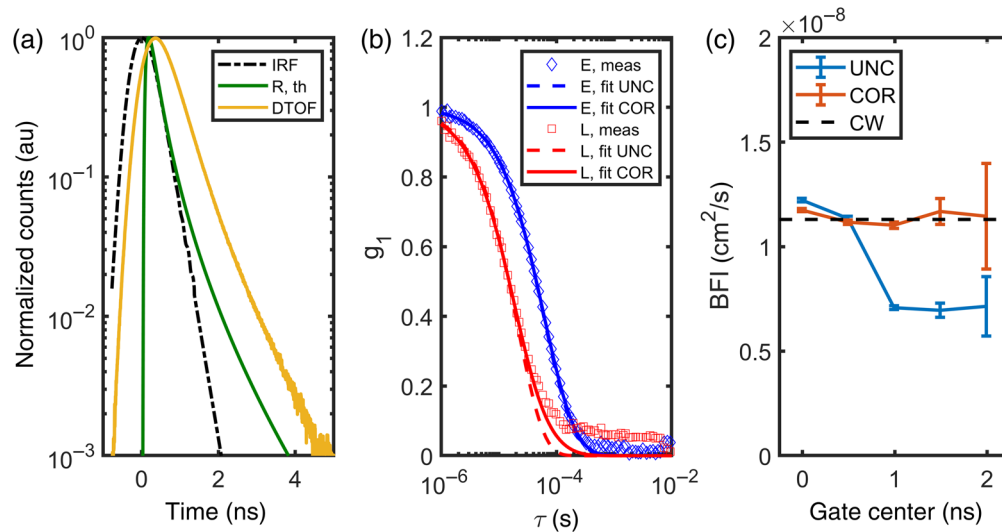 (a)
10⁰
10⁻¹
10⁻²
10⁻³
Normalized counts (au)
IRF
R, th
DTOF
0 2 4
Time (ns)
(b)
1.2
1
0.8
0.6
0.4
0.2
0
g₁
E, meas
E, fit UNC
E, fit COR
L, meas
L, fit UNC
L, fit COR
10⁻⁶ 10⁻⁴ 10⁻²
τ (s)
(c)
×10⁻⁸
2
1.5
1
0.5
0
BFI (cm²/s)
UNC
COR
CW
0 1 2
Gate center (ns)